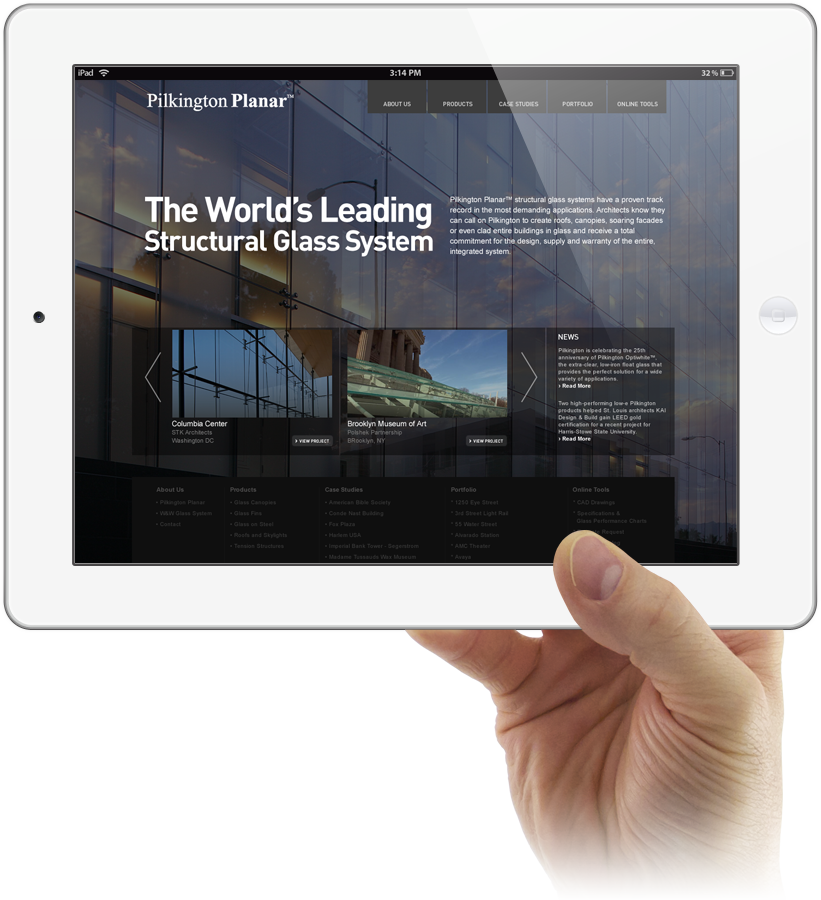 iPad 3:14 PM 32 %
Pilkington Planar™
ABOUT US PRODUCTS CASE STUDIES PORTFOLIO ONLINE TOOLS
The World's Leading
Structural Glass System
Pilkington Planar™ structural glass systems have a proven track
record in the most demanding applications. Architects know they
can call on Pilkington to create roofs, canopies, soaring facades
or even clad entire buildings in glass and receive a total
commitment for the design, supply and warranty of the entire,
integrated system.
Columbia Center
STK Architects
Washington DC
› VIEW PROJECT
Brooklyn Museum of Art
Polshek Partnership
BRooklyn, NY
› VIEW PROJECT
NEWS
Pilkington is celebrating the 25th
anniversary of Pilkington Optiwhite™,
the extra-clear, low-iron float glass that
provides the perfect solution for a wide
variety of applications.
› Read More
Two high-performing low-e Pilkington
products helped St. Louis architects KAI
Design & Build gain LEED gold
certification for a recent project for
Harris-Stowe State University.
› Read More
About Us
• Pilkington Planar
• W&W Glass System
• Contact
Products
• Glass Canopies
• Glass Fins
• Glass on Steel
• Roofs and Skylights
• Tension Structures
Case Studies
• American Bible Society
• Conde Nast Building
• Fox Plaza
• Harlem USA
• Imperial Bank Tower - Segerstrom
• Madame Tussauds Wax Museum
Portfolio
* 1255 Eye Street
* 3rd Street Light Rail
* 55 Water Street
* Alvarado Station
* AMC Theater
* Avaya
Online Tools
* CAD Drawings
* Specifications &
Glass Performance Charts
Request